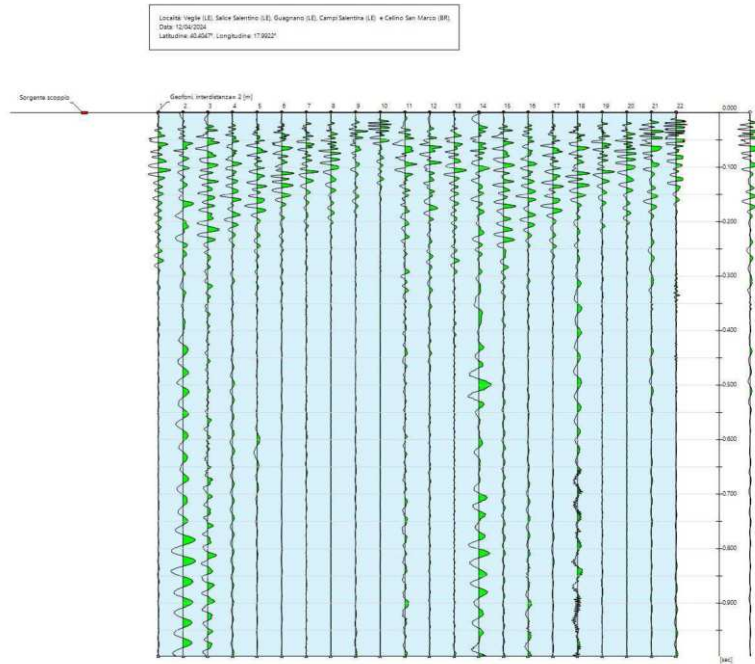 Località: Veglie (LE), Salice Salentino (LE), Guagnano (LE), Campi Salentina (LE) e Cellino San Marco (BR),
Data: 12/04/2024
Latitudine: 40.4047°, Longitudine: 17.9922°
Sorgente scoppio
Geofoni. Interdistanza= 2 [m]
1 2 3 4 5 6 7 8 9 10 11 12 13 14 15 16 17 18 19 20 21 22
0.000
0.100
0.200
0.300
0.400
0.500
0.600
0.700
0.800
0.900
[sec]